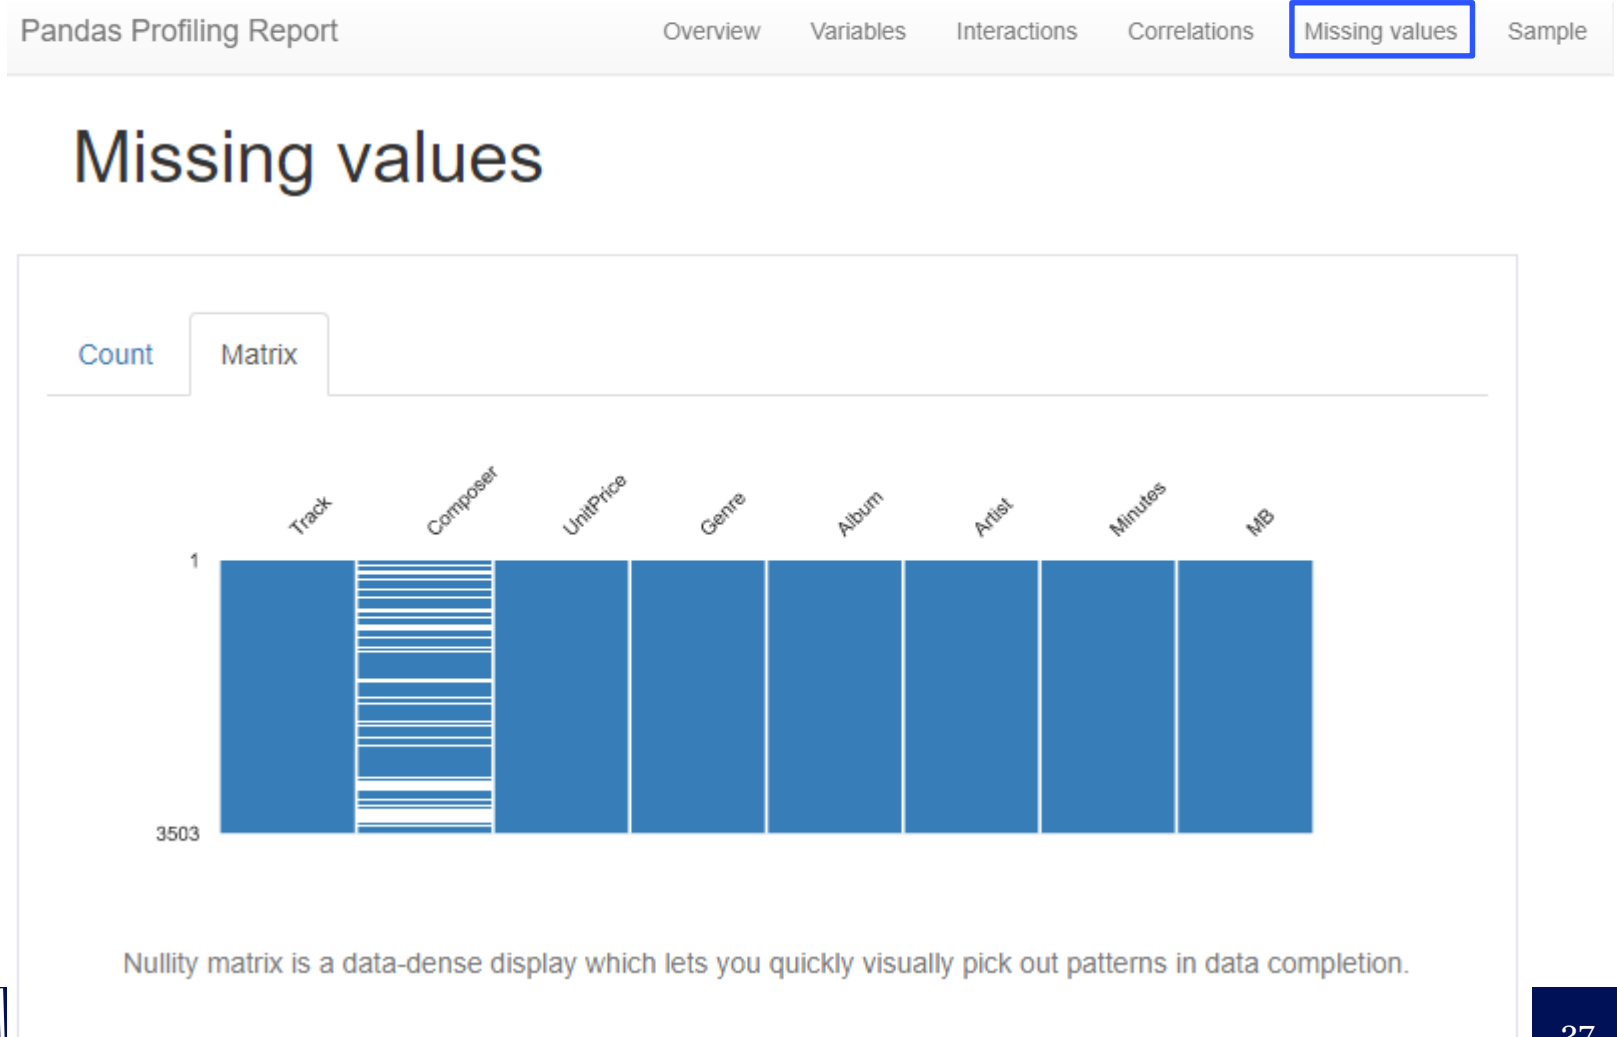 Pandas Profiling Report Overview Variables Interactions Correlations Missing values Sample
Missing values
Count Matrix
Track Composer UnitPrice Genre Album Artist Minutes MB
1
3503
Nullity matrix is a data-dense display which lets you quickly visually pick out patterns in data completion.
37